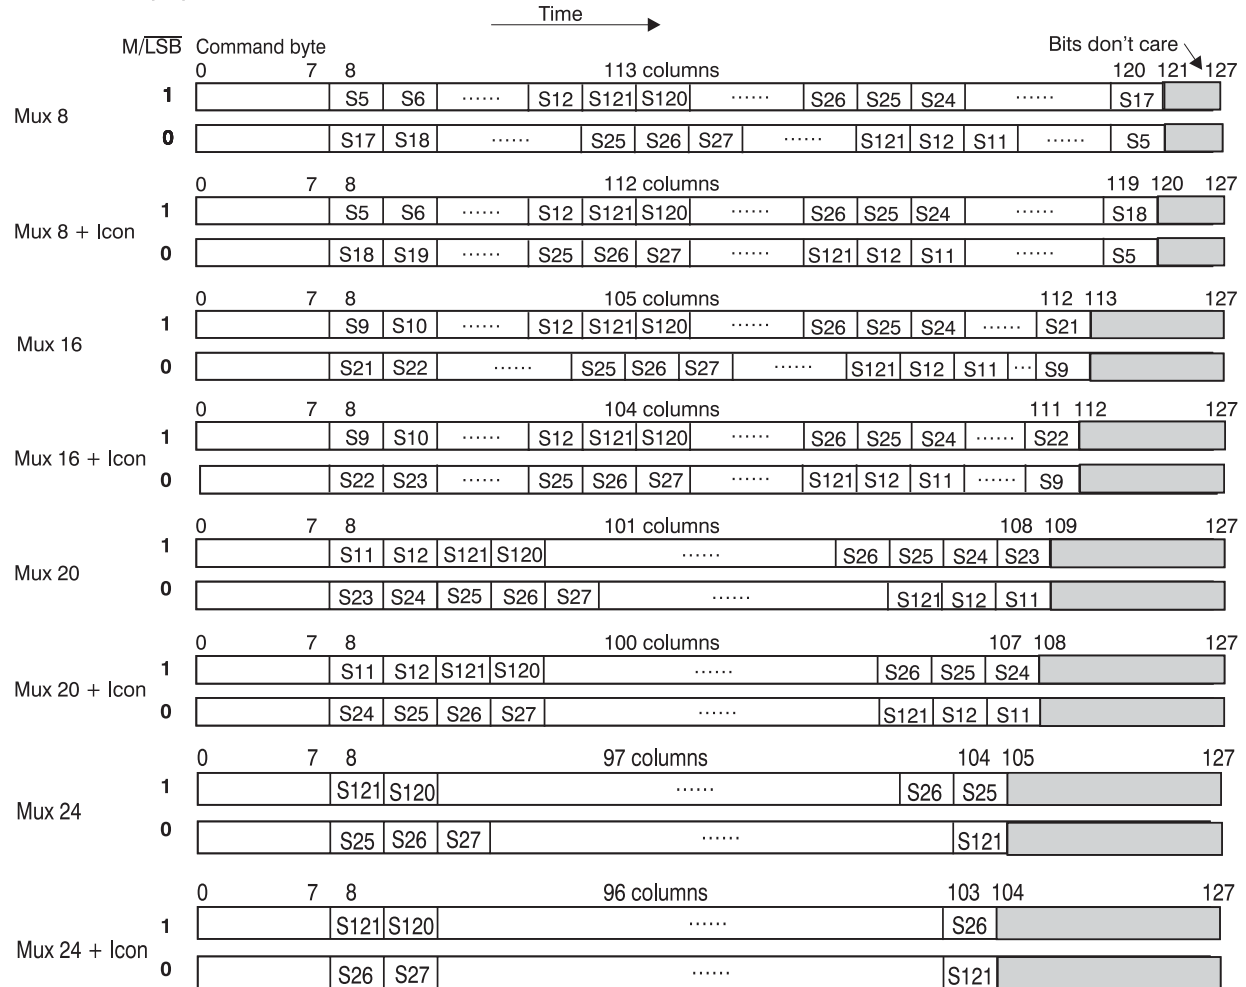 Time
M/LSB Command byte Bits don't care
0 7 8 113 columns 120 121 127
Mux 8
1 S5 S6 ...... S12 S121 S120 ...... S26 S25 S24 ...... S17
0 S17 S18 ...... S25 S26 S27 ...... S121 S12 S11 ...... S5
0 7 8 112 columns 119 120 127
Mux 8 + Icon
1 S5 S6 ...... S12 S121 S120 ...... S26 S25 S24 ...... S18
0 S18 S19 ...... S25 S26 S27 ...... S121 S12 S11 ...... S5
0 7 8 105 columns 112 113 127
Mux 16
1 S9 S10 ...... S12 S121 S120 ...... S26 S25 S24 ...... S21
0 S21 S22 ...... S25 S26 S27 ...... S121 S12 S11 ... S9
0 7 8 104 columns 111 112 127
Mux 16 + Icon
1 S9 S10 ...... S12 S121 S120 ...... S26 S25 S24 ...... S22
0 S22 S23 ...... S25 S26 S27 ...... S121 S12 S11 ...... S9
0 7 8 101 columns 108 109 127
Mux 20
1 S11 S12 S121 S120 ...... S26 S25 S24 S23
0 S23 S24 S25 S26 S27 ...... S121 S12 S11
0 7 8 100 columns 107 108 127
Mux 20 + Icon
1 S11 S12 S121 S120 ...... S26 S25 S24
0 S24 S25 S26 S27 ...... S121 S12 S11
0 7 8 97 columns 104 105 127
Mux 24
1 S121 S120 ...... S26 S25
0 S25 S26 S27 ...... S121
0 7 8 96 columns 103 104 127
Mux 24 + Icon
1 S121 S120 ...... S26
0 S26 S27 ...... S121